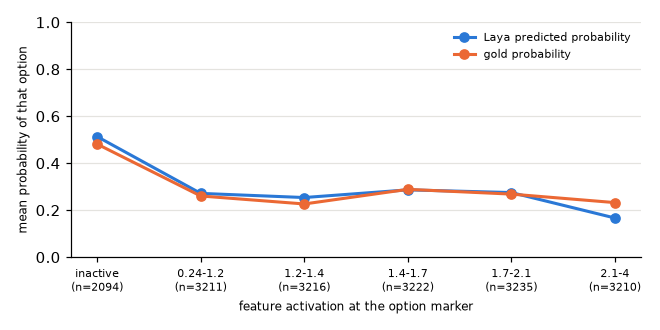 Laya predicted probability
gold probability
mean probability of that option
1.0
0.8
0.6
0.4
0.2
0.0
inactive
(n=2094)
0.24-1.2
(n=3211)
1.2-1.4
(n=3216)
1.4-1.7
(n=3222)
1.7-2.1
(n=3235)
2.1-4
(n=3210)
feature activation at the option marker